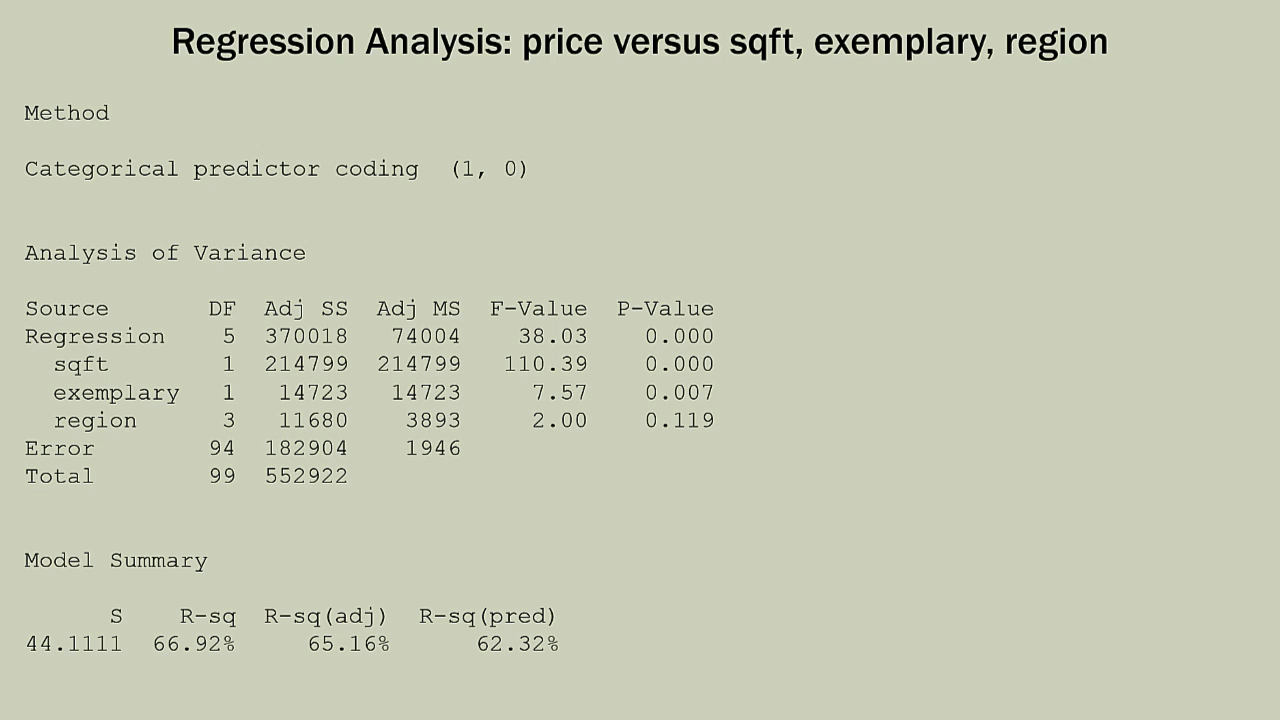 Regression Analysis: price versus sqft, exemplary, region
Method
Categorical predictor coding  (1, 0)
Analysis of Variance
Source       DF  Adj SS  Adj MS  F-Value  P-Value
Regression    5  370018   74004    38.03    0.000
  sqft        1  214799  214799   110.39    0.000
  exemplary   1   14723   14723     7.57    0.007
  region      3   11680    3893     2.00    0.119
Error        94  182904    1946
Total        99  552922
Model Summary
      S    R-sq  R-sq(adj)  R-sq(pred)
44.1111  66.92%     65.16%      62.32%